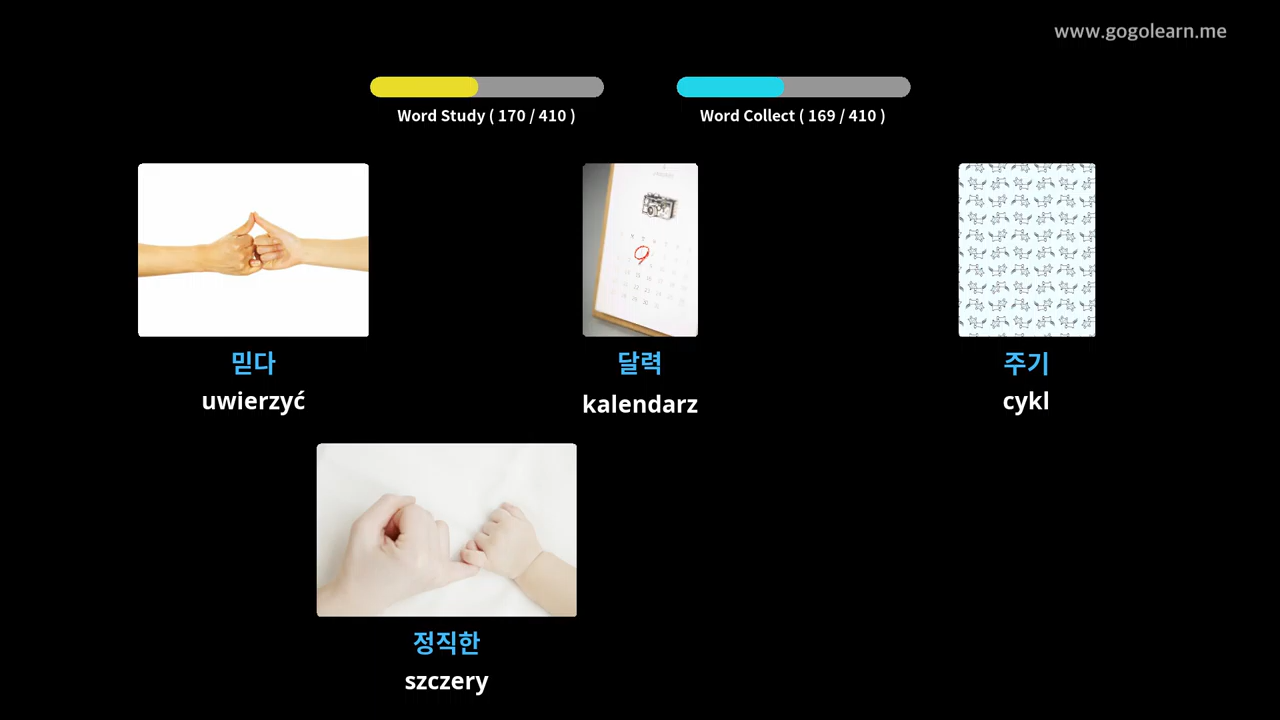 www.gogolearn.me
Word Study ( 170 / 410 )
Word Collect ( 169 / 410 )
믿다
uwierzyć
달력
kalendarz
주기
cykl
정직한
szczery